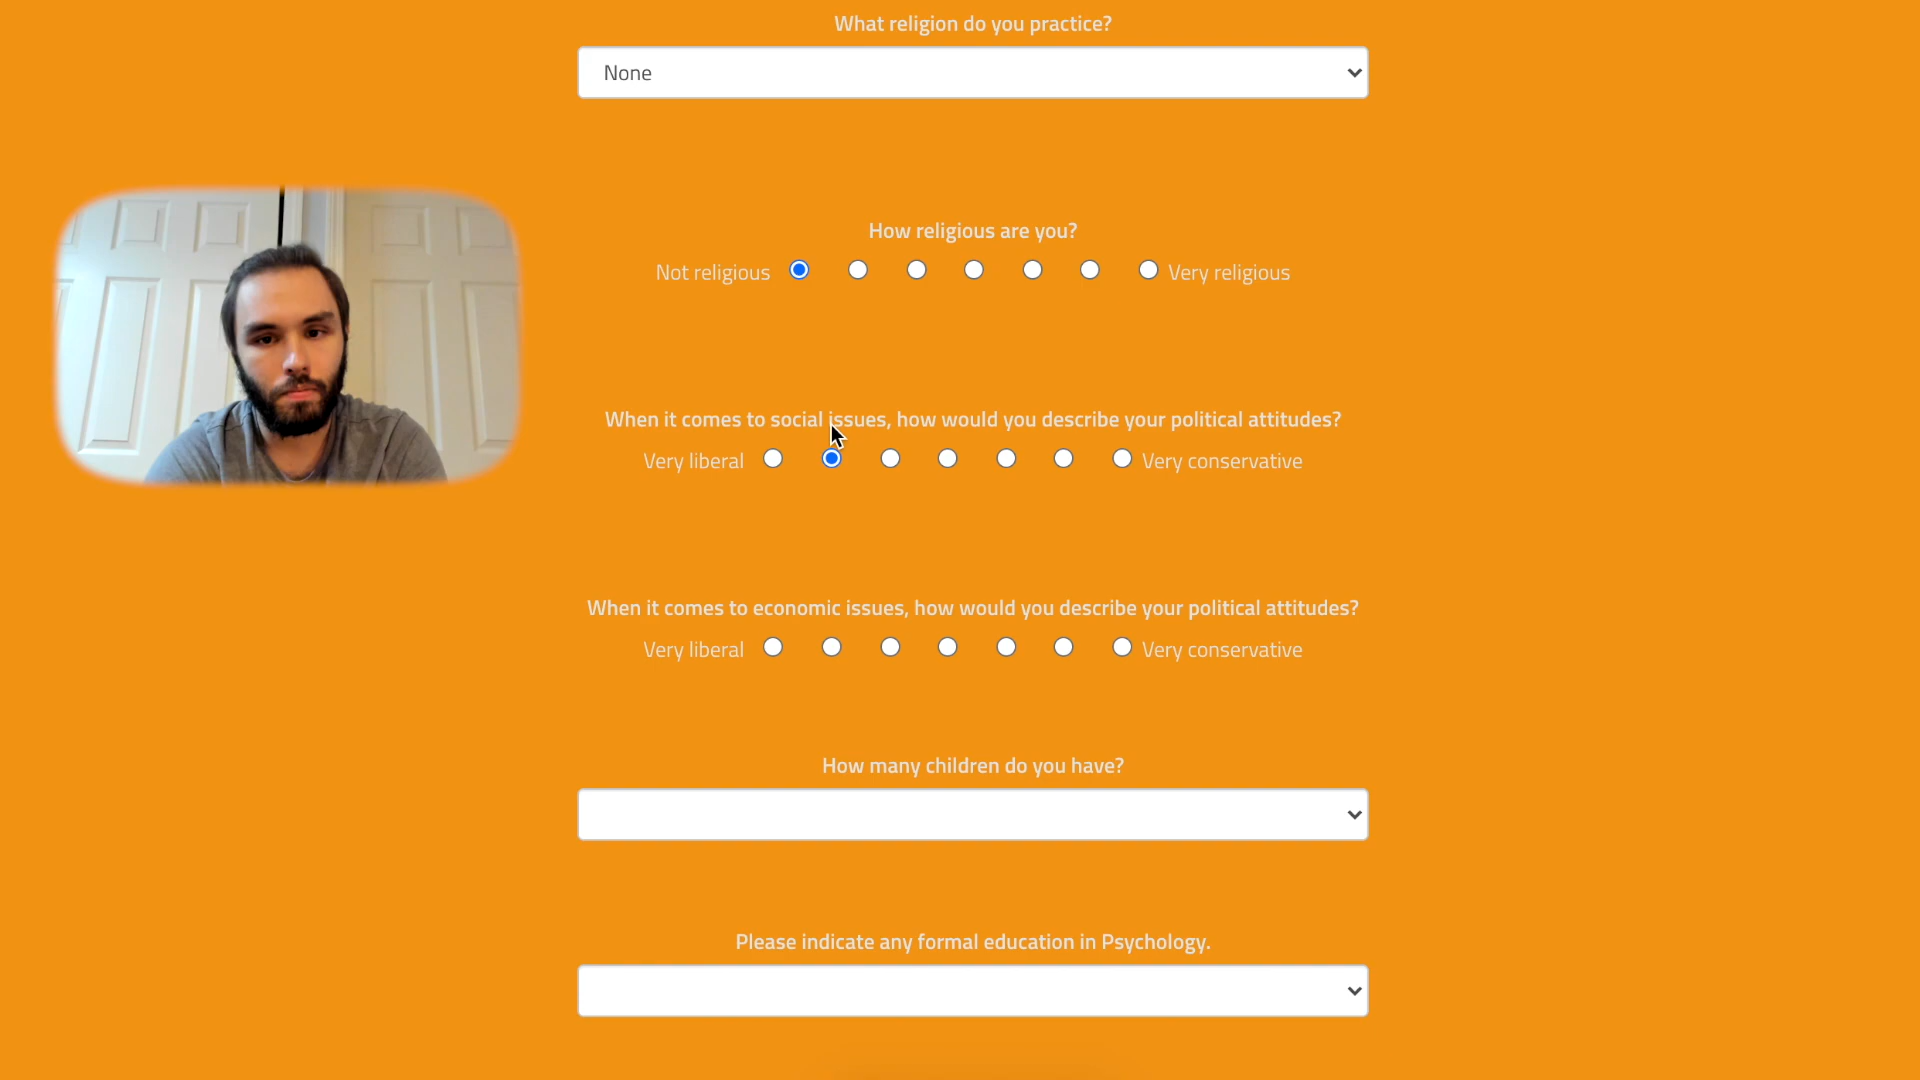 What religion do you practice?
None
How religious are you?
Not religious Very religious
When it comes to social issues, how would you describe your political attitudes?
Very liberal Very conservative
When it comes to economic issues, how would you describe your political attitudes?
Very liberal Very conservative
How many children do you have?
Please indicate any formal education in Psychology.